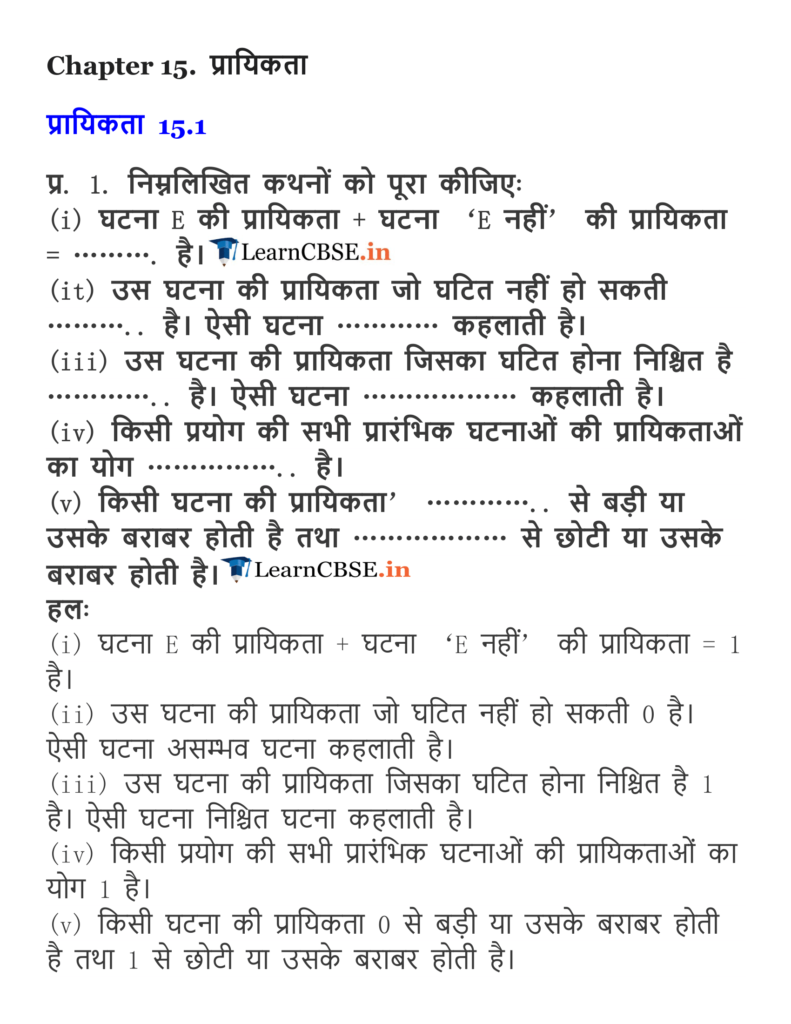 Chapter 15. प्रायिकता
प्रायिकता 15.1
प्र. 1. निम्नलिखित कथनों को पूरा कीजिएः
(i) घटना E की प्रायिकता + घटना ‘E नहीं’ की प्रायिकता
= ………. है। LearnCBSE.in
(it) उस घटना की प्रायिकता जो घटित नहीं हो सकती
……….. है। ऐसी घटना ………… कहलाती है।
(iii) उस घटना की प्रायिकता जिसका घटित होना निश्चित है
………….. है। ऐसी घटना ……………… कहलाती है।
(iv) किसी प्रयोग की सभी प्रारंभिक घटनाओं की प्रायिकताओं
का योग …………….. है।
(v) किसी घटना की प्रायिकता’ ………….. से बड़ी या
उसके बराबर होती है तथा ……………… से छोटी या उसके
बराबर होती है। LearnCBSE.in
हलः
(i) घटना E की प्रायिकता + घटना ‘E नहीं’ की प्रायिकता = 1
है।
(ii) उस घटना की प्रायिकता जो घटित नहीं हो सकती 0 है।
ऐसी घटना असम्भव घटना कहलाती है।
(iii) उस घटना की प्रायिकता जिसका घटित होना निश्चित है 1
है। ऐसी घटना निश्चित घटना कहलाती है।
(iv) किसी प्रयोग की सभी प्रारंभिक घटनाओं की प्रायिकताओं का
योग 1 है।
(v) किसी घटना की प्रायिकता 0 से बड़ी या उसके बराबर होती
है तथा 1 से छोटी या उसके बराबर होती है।